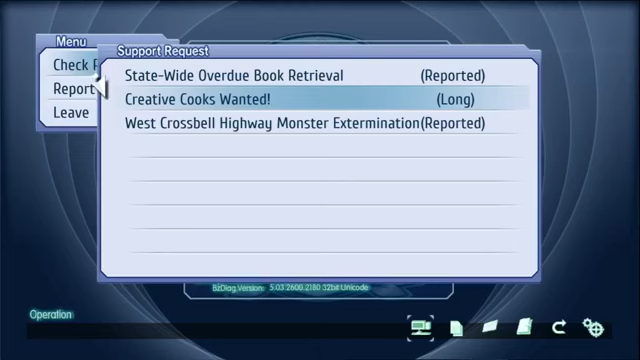 Menu
Support Request
Check
State-Wide Overdue Book Retrieval (Reported)
Report
Creative Cooks Wanted! (Long)
Leave
West Crossbell Highway Monster Extermination(Reported)
BzDiag.Version: 5.03.2600.2180 32bit Unicode
Operation